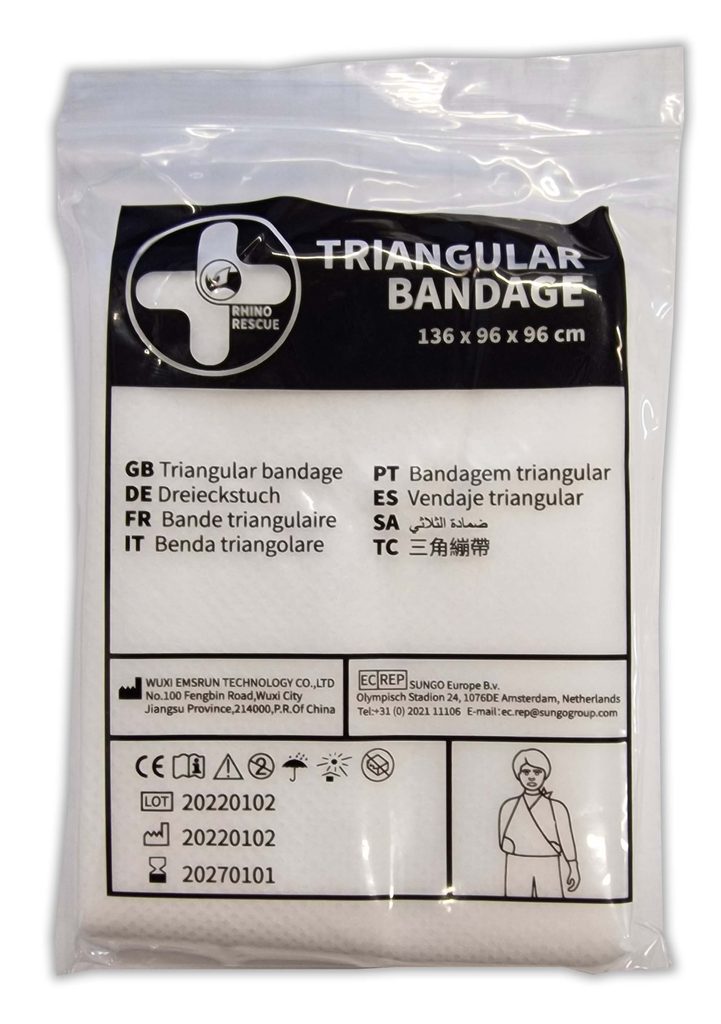 RHINO
RESCUE
TRIANGULAR
BANDAGE
136 x 96 x 96 cm
GB Triangular bandage
DE Dreieckstuch
FR Bande triangulaire
IT Benda triangolare
PT Bandagem triangular
ES Vendaje triangular
SA ضمادة الثلاثي
TC 三角繃帶
WUXI EMSRUN TECHNOLOGY CO.,LTD
No.100 Fengbin Road,Wuxi City
Jiangsu Province,214000,P.R.Of China
EC REP SUNGO Europe B.v.
Olympisch Stadion 24, 1076DE Amsterdam, Netherlands
Tel:+31 (0) 2021 11106 E-mail:ec.rep@sungogroup.com
CE 2
LOT 20220102
20220102
20270101